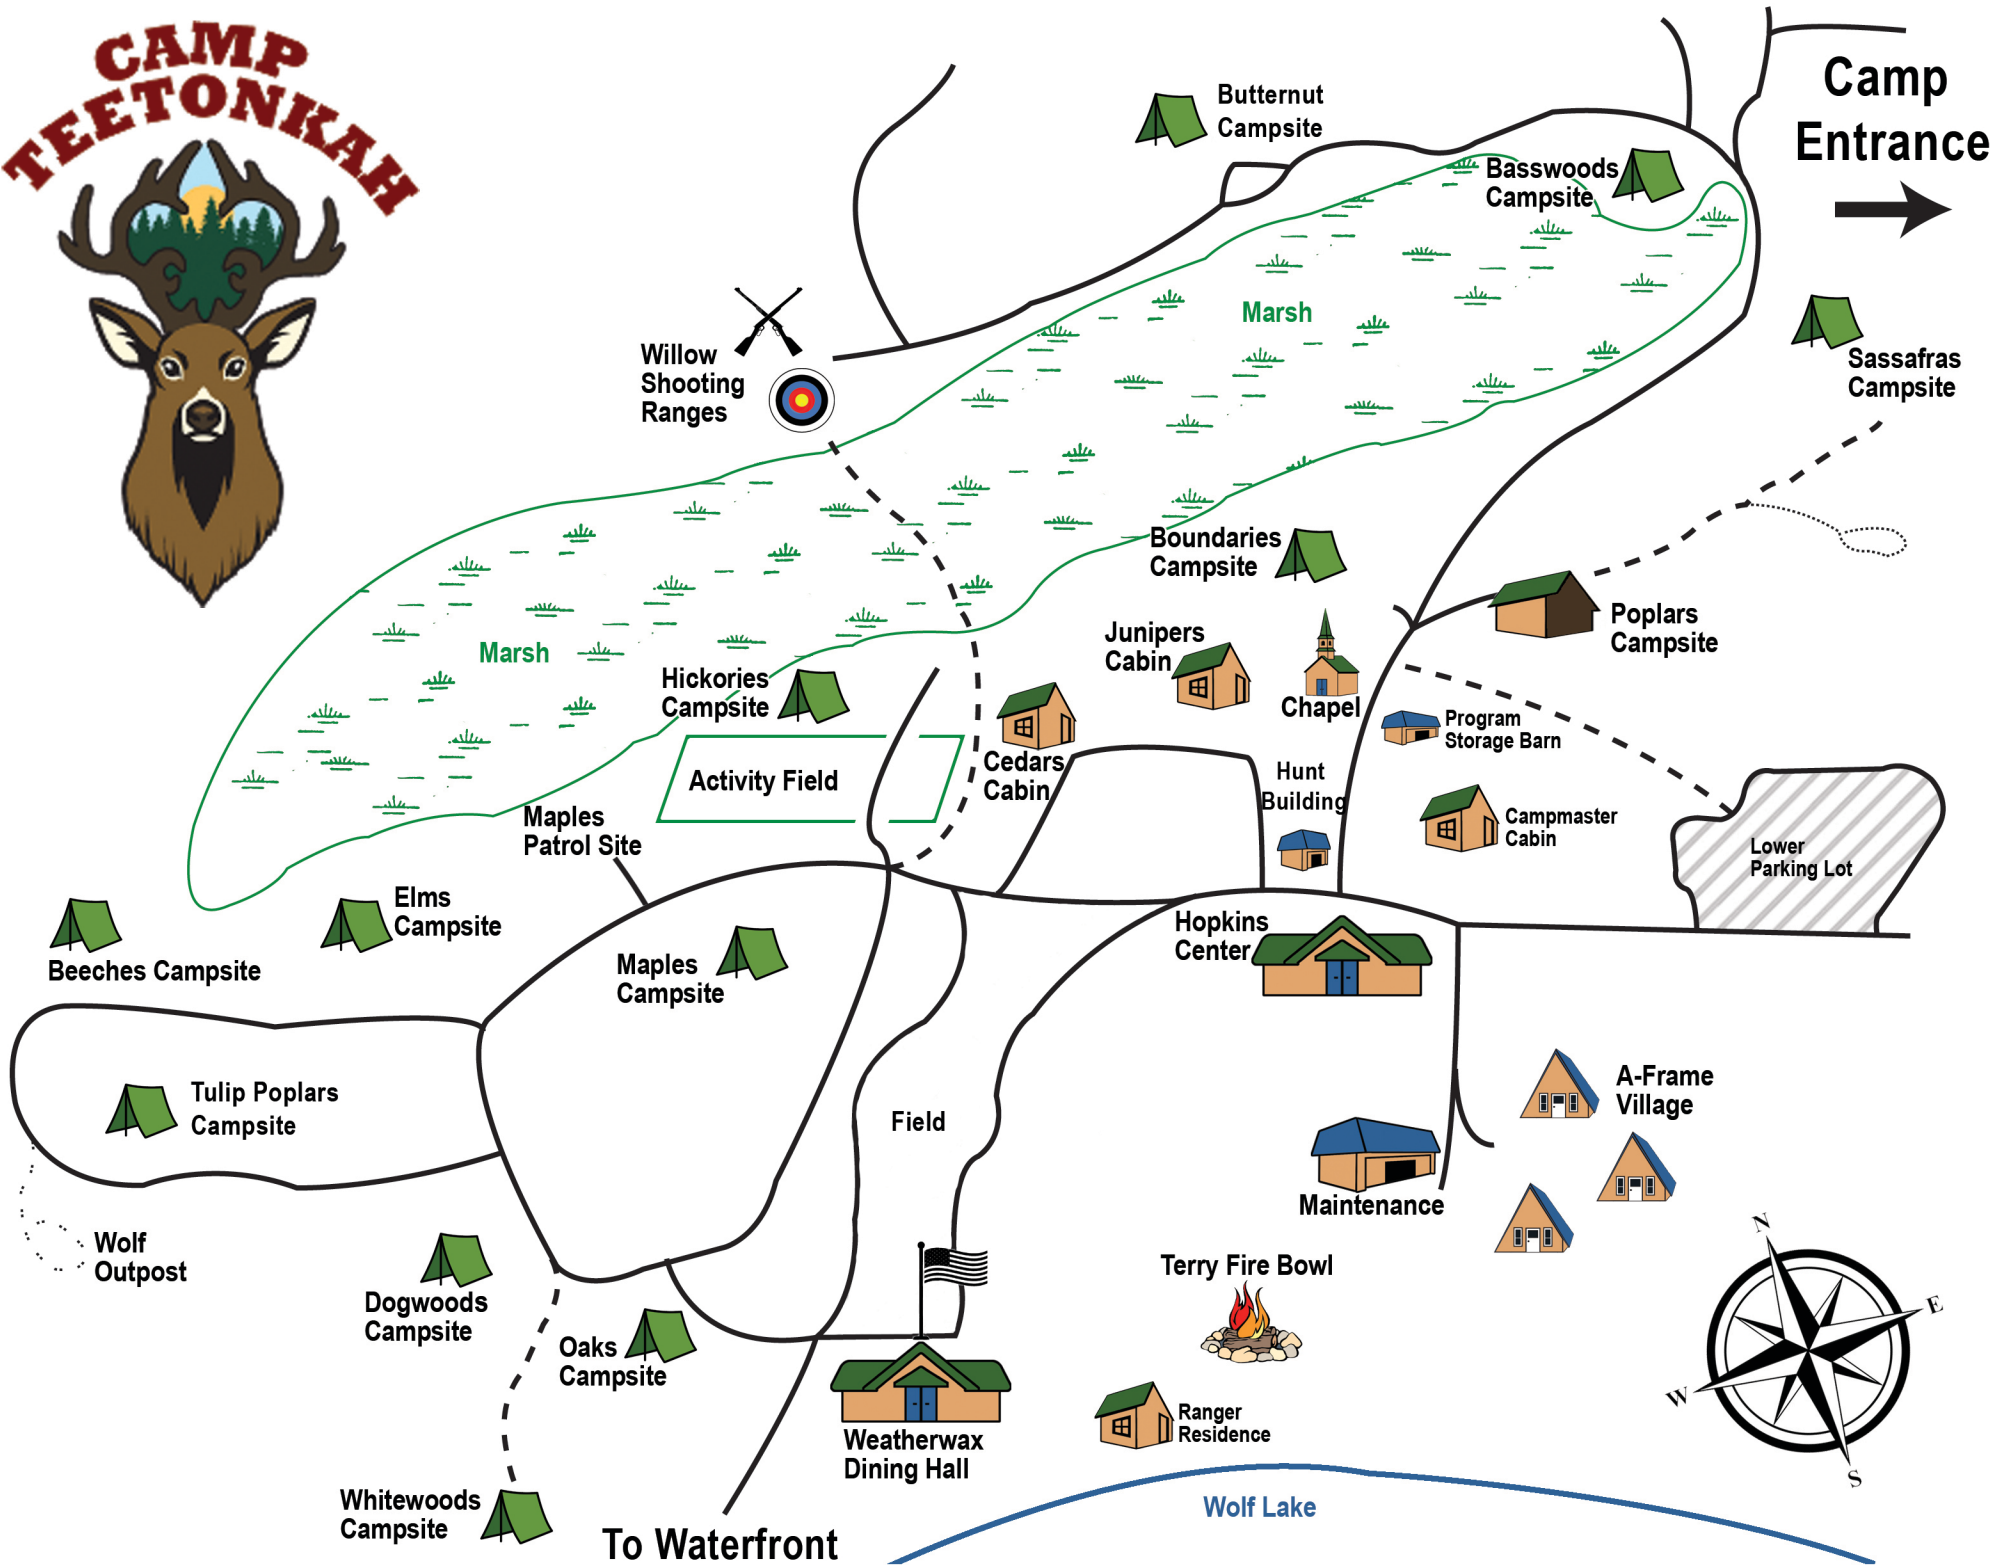 CAMP
TEETONKAH
Butternut
Campsite
Camp
Entrance
Basswoods
Campsite
Marsh
Willow
Shooting
Ranges
Sassafras
Campsite
Boundaries
Campsite
Poplars
Campsite
Junipers
Cabin
Chapel
Marsh
Hickories
Campsite
Program
Storage Barn
Activity Field
Cedars
Cabin
Hunt
Building
Maples
Patrol Site
Campmaster
Cabin
Lower
Parking Lot
Elms
Campsite
Beeches Campsite
Maples
Campsite
Hopkins
Center
Tulip Poplars
Campsite
Field
A-Frame
Village
Maintenance
Wolf
Outpost
Dogwoods
Campsite
Terry Fire Bowl
Oaks
Campsite
N
E
W
S
Ranger
Residence
Weatherwax
Dining Hall
Whitewoods
Campsite
Wolf Lake
To Waterfront